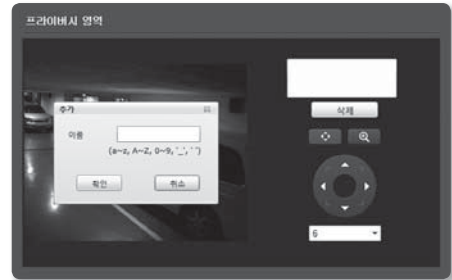 프라이버시 영역
추가
이름
(a~z, A~Z, 0~9, '_', '.')
확인
취소
삭제
6